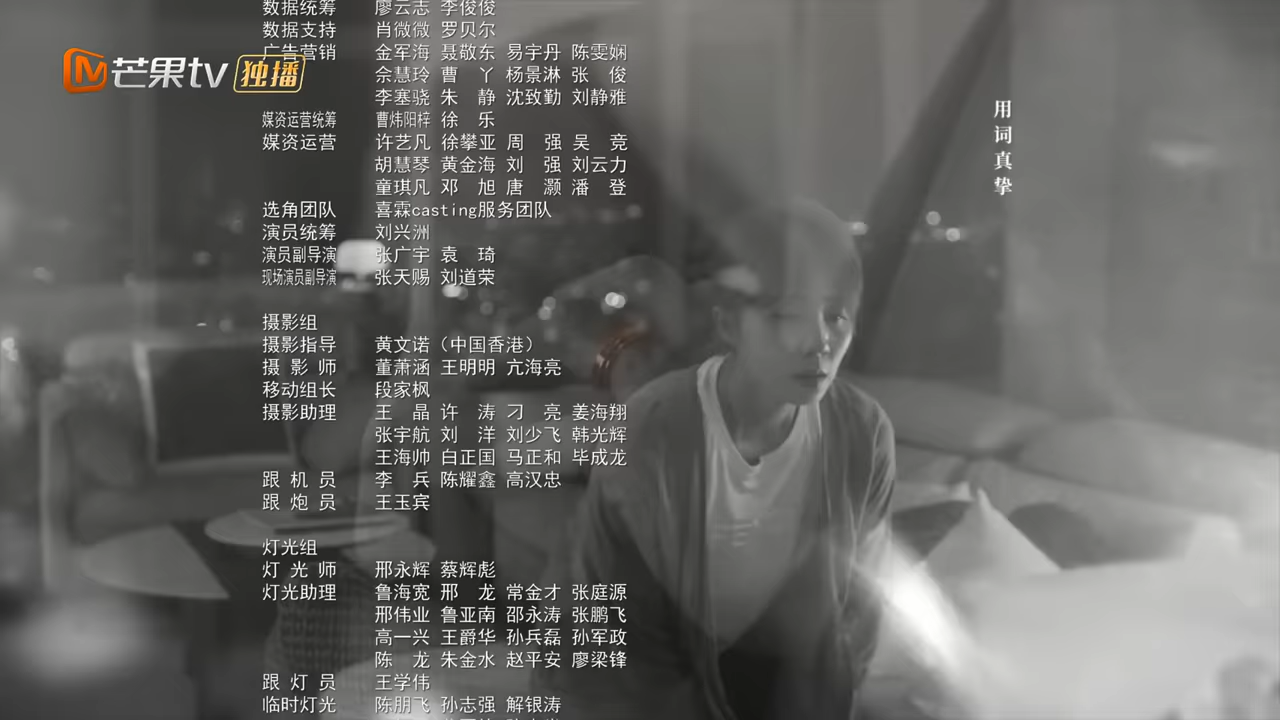 数据统筹 廖云志 李俊俊
数据支持 肖微微 罗贝尔
广告营销 金军海 聂敬东 易宇丹 陈雯娴
佘慧玲 曹 丫 杨景淋 张 俊
李塞骁 朱 静 沈致勤 刘静雅
媒资运营统筹 曹炜阳梓 徐 乐
媒资运营 许艺凡 徐攀亚 周 强 吴 竞
胡慧琴 黄金海 刘 强 刘云力
童琪凡 邓 旭 唐 灏 潘 登
选角团队 喜霖casting服务团队
演员统筹 刘兴洲
演员副导演 张广宇 袁 琦
现场演员副导演 张天赐 刘道荣
摄影组
摄影指导 黄文诺（中国香港）
摄 影 师 董萧涵 王明明 亢海亮
移动组长 段家枫
摄影助理 王 晶 许 涛 刁 亮 姜海翔
张宇航 刘 洋 刘少飞 韩光辉
王海帅 白正国 马正和 毕成龙
跟 机 员 李 兵 陈耀鑫 高汉忠
跟 炮 员 王玉宾
灯光组
灯 光 师 邢永辉 蔡辉彪
灯光助理 鲁海宽 邢 龙 常金才 张庭源
邢伟业 鲁亚南 邵永涛 张鹏飞
高一兴 王爵华 孙兵磊 孙军政
陈 龙 朱金水 赵平安 廖梁锋
跟 灯 员 王学伟
临时灯光 陈朋飞 孙志强 解银涛
芒果tv 独播
用词真挚